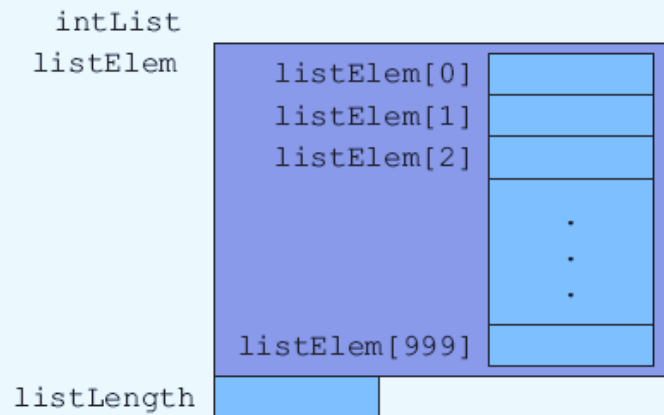 intList
listElem
listElem[0]
listElem[1]
listElem[2]
.
.
.
listElem[999]
listLength